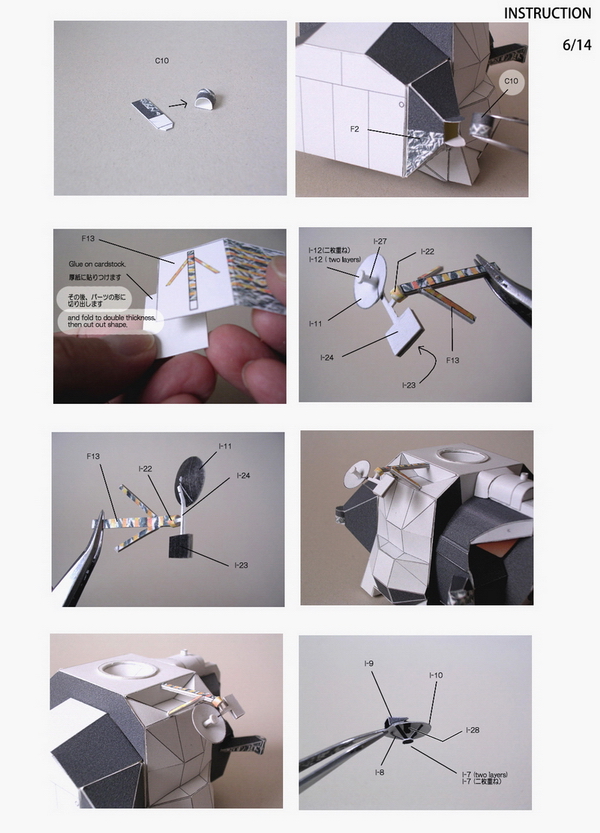 INSTRUCTION
6/14
C10
C10
F2
F13
Glue on cardstock,
厚紙に貼りつけます
その後、パーツの形に
切り出します
and fold to double thickness,
then cut out shape.
I-12(二枚重ね)
I-12 ( two layers)
I-27
I-22
I-11
I-24
F13
I-23
I-11
F13
I-22
I-24
I-23
I-9
I-10
I-28
I-8
I-7 (two layers)
I-7 (二枚重ね)